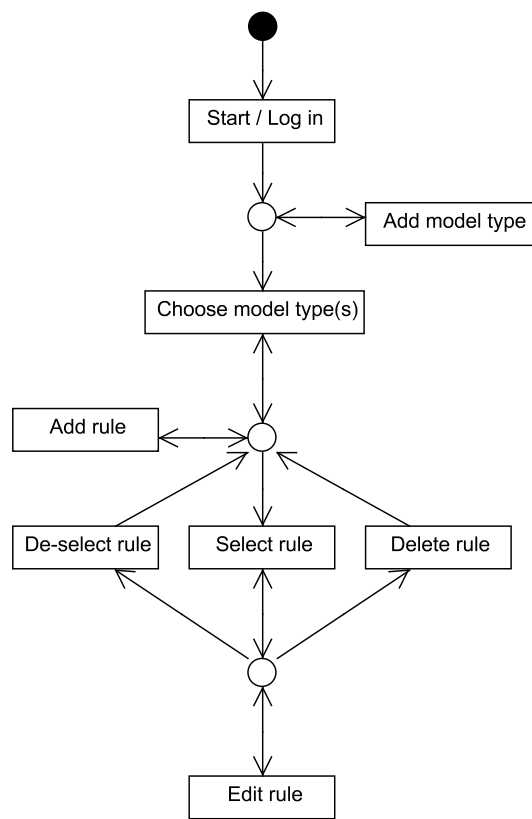 Start / Log in
Add model type
Choose model type(s)
Add rule
De-select rule
Select rule
Delete rule
Edit rule